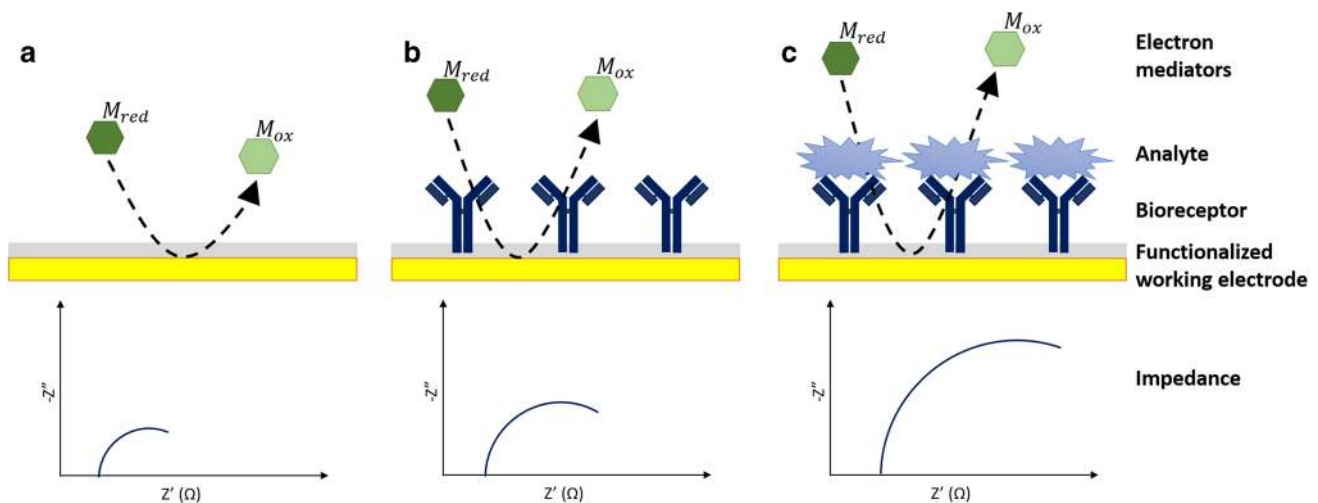 a
M_red
M_ox
b
M_red
M_ox
c
M_red
M_ox
Electron
mediators
Analyte
Bioreceptor
Functionalized
working electrode
-Z"
Z' (Ω)
-Z"
Z' (Ω)
-Z"
Z' (Ω)
Impedance